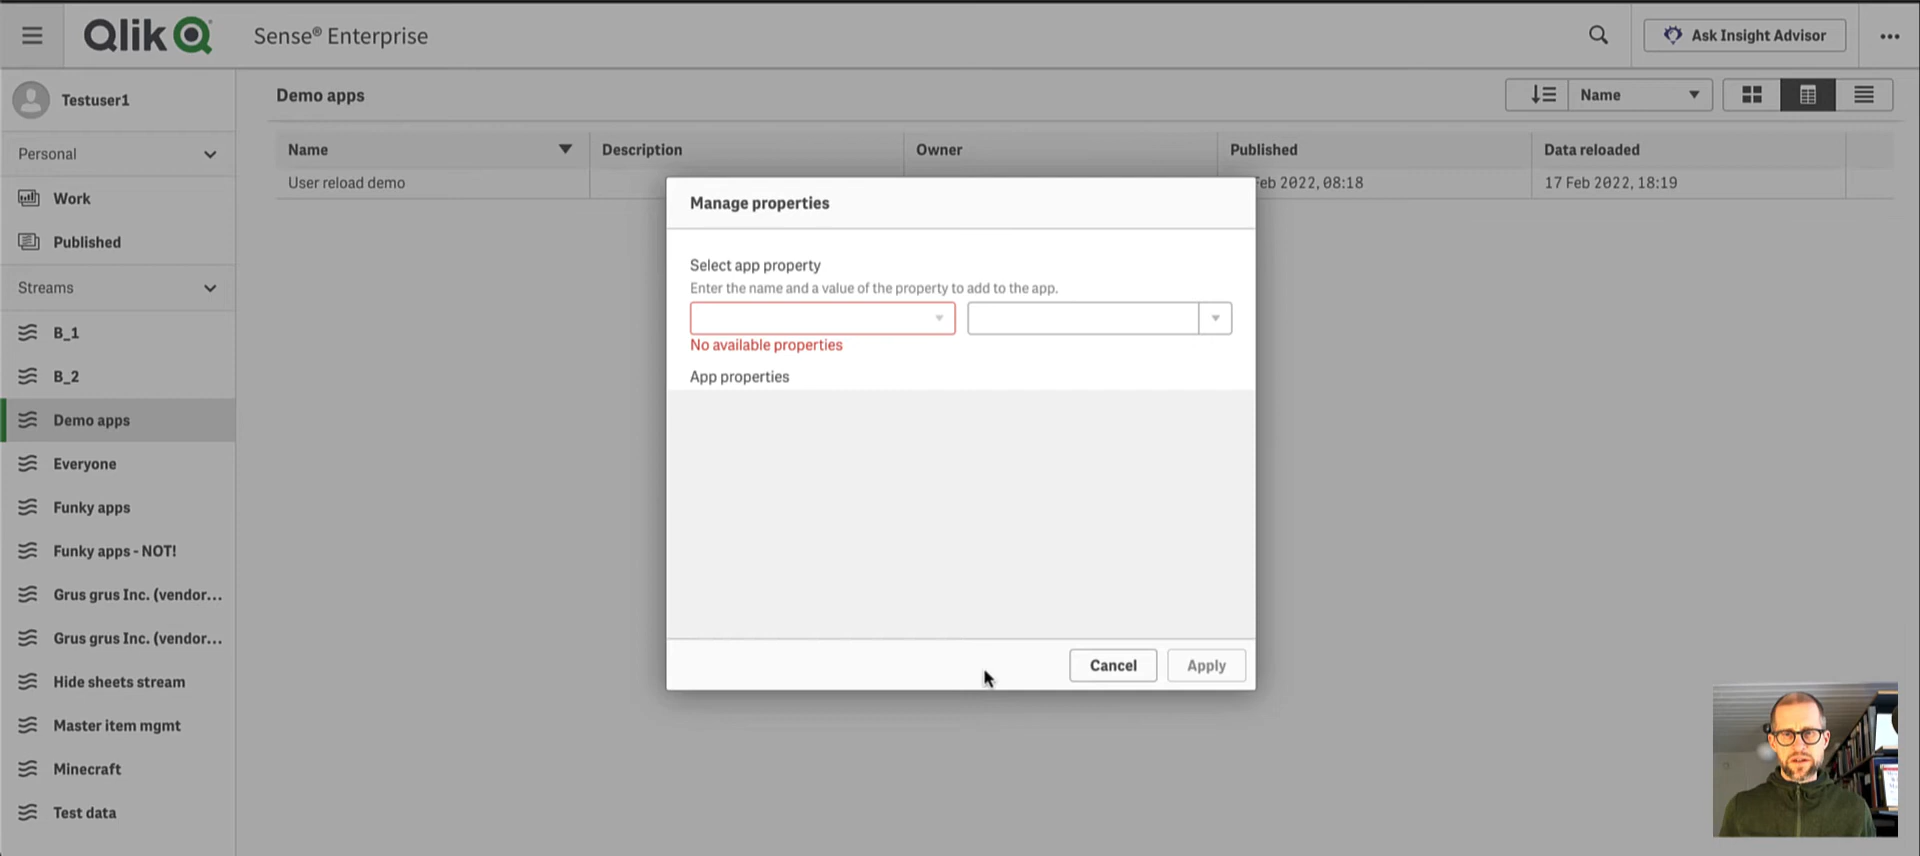 Qlik Sense® Enterprise
Ask Insight Advisor
Testuser1
Demo apps
Name
Personal
Name Description Owner Published Data reloaded
User reload demo Feb 2022, 08:18 17 Feb 2022, 18:19
Work
Published
Streams
B_1
B_2
Demo apps
Everyone
Funky apps
Funky apps - NOT!
Grus grus Inc. (vendor...
Grus grus Inc. (vendor...
Hide sheets stream
Master item mgmt
Minecraft
Test data
Manage properties
Select app property
Enter the name and a value of the property to add to the app.
No available properties
App properties
Cancel Apply